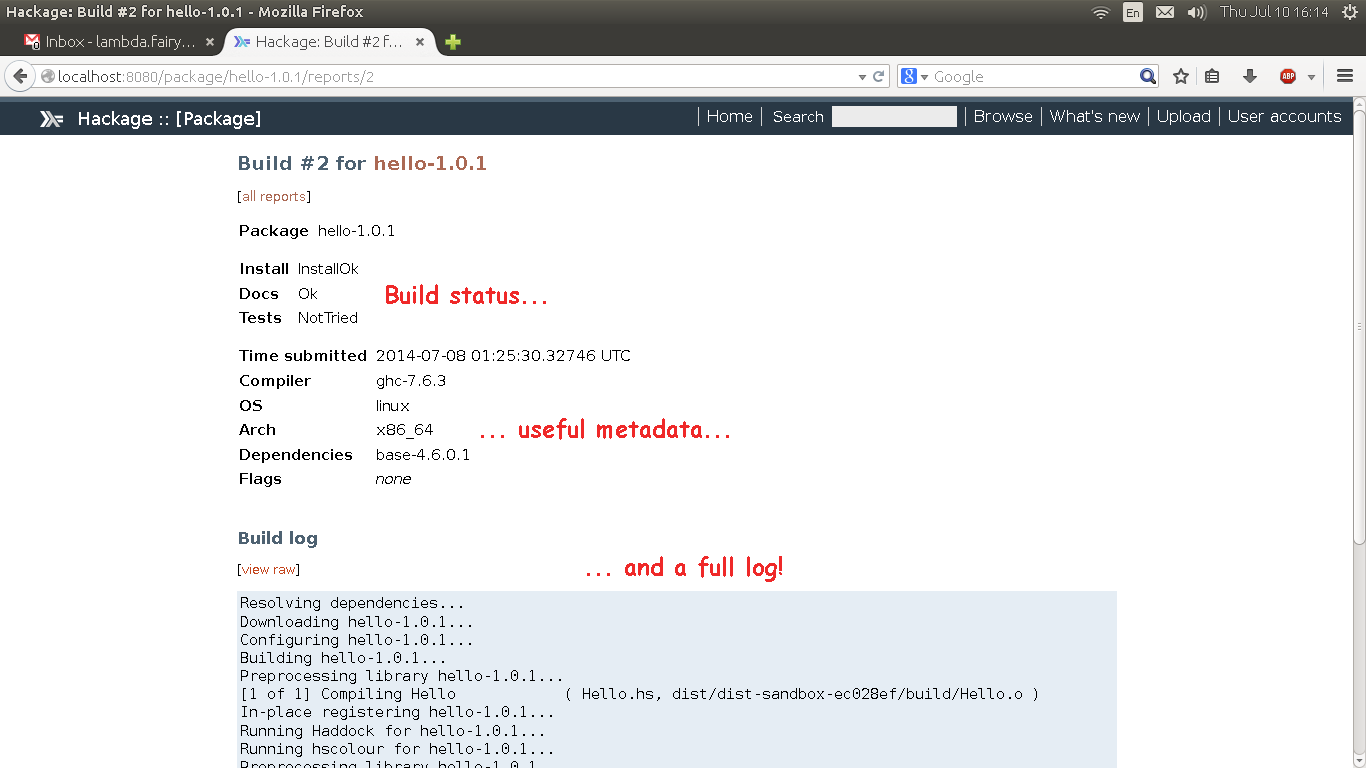 Hackage: Build #2 for hello-1.0.1 - Mozilla Firefox En Thu Jul 10 16:14
Inbox - lambda.fairy... × Hackage: Build #2 f... ×
localhost:8080/package/hello-1.0.1/reports/2 8 Google ABP
Hackage :: [Package] Home Search Browse What's new Upload User accounts
Build #2 for hello-1.0.1
[all reports]
Package hello-1.0.1
Install InstallOk
Docs Ok
Build status...
Tests NotTried
Time submitted 2014-07-08 01:25:30.32746 UTC
Compiler ghc-7.6.3
OS linux
Arch x86_64
... useful metadata...
Dependencies base-4.6.0.1
Flags none
Build log
[view raw]
... and a full log!
Resolving dependencies...
Downloading hello-1.0.1...
Configuring hello-1.0.1...
Building hello-1.0.1...
Preprocessing library hello-1.0.1...
[1 of 1] Compiling Hello ( Hello.hs, dist/dist-sandbox-ec028ef/build/Hello.o )
In-place registering hello-1.0.1...
Running Haddock for hello-1.0.1...
Running hscolour for hello-1.0.1...
Preprocessing library hello-1.0.1...